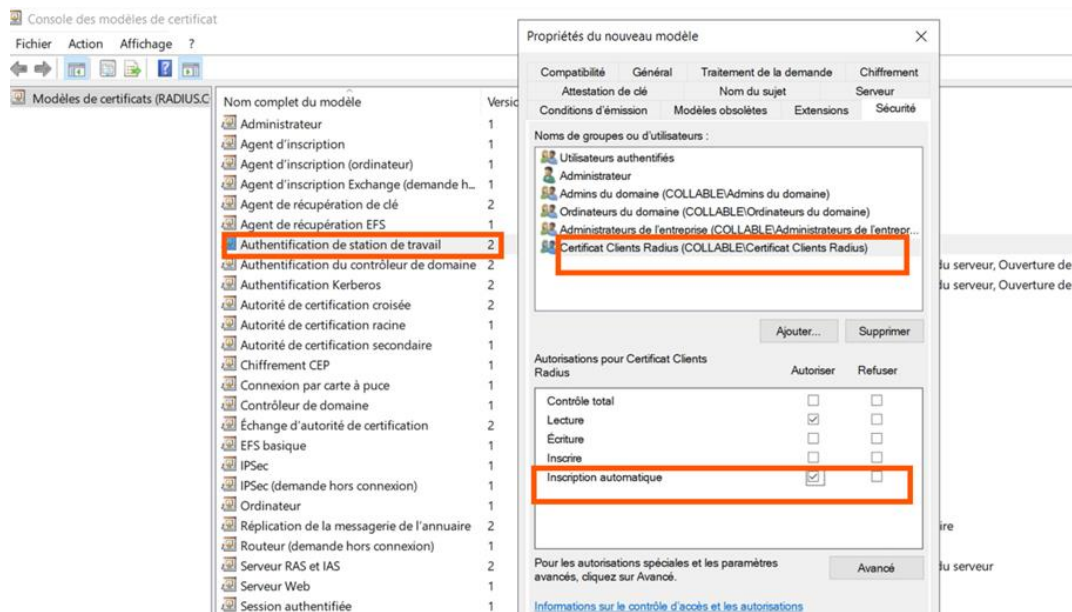 Console des modèles de certificat
Fichier Action Affichage ?
Modèles de certificats (RADIUS.C
Nom complet du modèle Versic
Administrateur 1
Agent d'inscription 1
Agent d'inscription (ordinateur) 1
Agent d'inscription Exchange (demande h... 1
Agent de récupération de clé 2
Agent de récupération EFS 1
Authentification de station de travail 2
Authentification du contrôleur de domaine 2
Authentification Kerberos 2
Autorité de certification croisée 2
Autorité de certification racine 1
Autorité de certification secondaire 1
Chiffrement CEP 1
Connexion par carte à puce 1
Contrôleur de domaine 1
Échange d'autorité de certification 2
EFS basique 1
IPSec 1
IPSec (demande hors connexion) 1
Ordinateur 1
Réplication de la messagerie de l'annuaire 2
Routeur (demande hors connexion) 1
Serveur RAS et IAS 2
Serveur Web 1
Session authentifiée 1
Propriétés du nouveau modèle
Compatibilité Général Traitement de la demande Chiffrement
Attestation de clé Nom du sujet Serveur
Conditions d'émission Modèles obsolètes Extensions Sécurité
Noms de groupes ou d'utilisateurs :
Utilisateurs authentifiés
Administrateur
Admins du domaine (COLLABLE\Admins du domaine)
Ordinateurs du domaine (COLLABLE\Ordinateurs du domaine)
Administrateurs de l'entreprise (COLLABLE\Administrateurs de l'entrepr...
Certificat Clients Radius (COLLABLE\Certificat Clients Radius)
Ajouter... Supprimer
Autorisations pour Certificat Clients
Radius Autoriser Refuser
Contrôle total
Lecture
Écriture
Inscrire
Inscription automatique
Pour les autorisations spéciales et les paramètres
avancés, cliquez sur Avancé. Avancé
Informations sur le contrôle d'accès et les autorisations
du serveur, Ouverture de
du serveur, Ouverture de
ire
du serveur